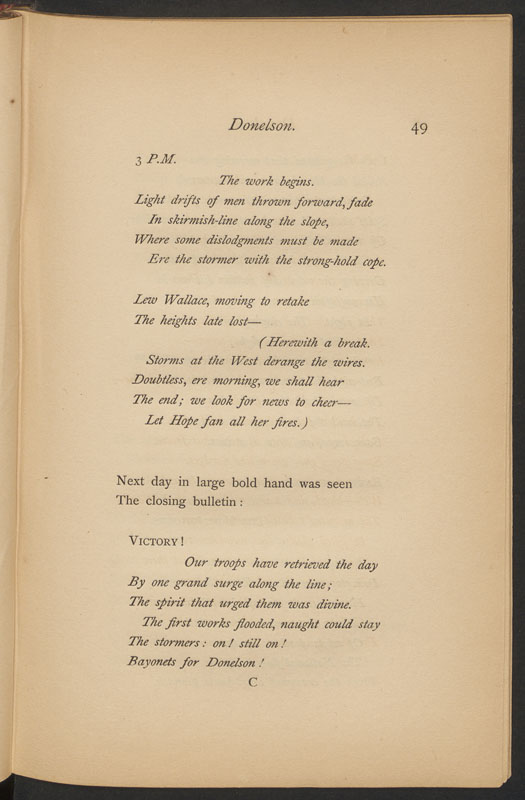 Donelson. 49
3 P.M.
The work begins.
Light drifts of men thrown forward, fade
In skirmish-line along the slope,
Where some dislodgments must be made
Ere the stormer with the strong-hold cope.
Lew Wallace, moving to retake
The heights late lost—
(Herewith a break.
Storms at the West derange the wires.
Doubtless, ere morning, we shall hear
The end; we look for news to cheer—
Let Hope fan all her fires.)
Next day in large bold hand was seen
The closing bulletin:
VICTORY!
Our troops have retrieved the day
By one grand surge along the line;
The spirit that urged them was divine.
The first works flooded, naught could stay
The stormers: on! still on!
Bayonets for Donelson!
C